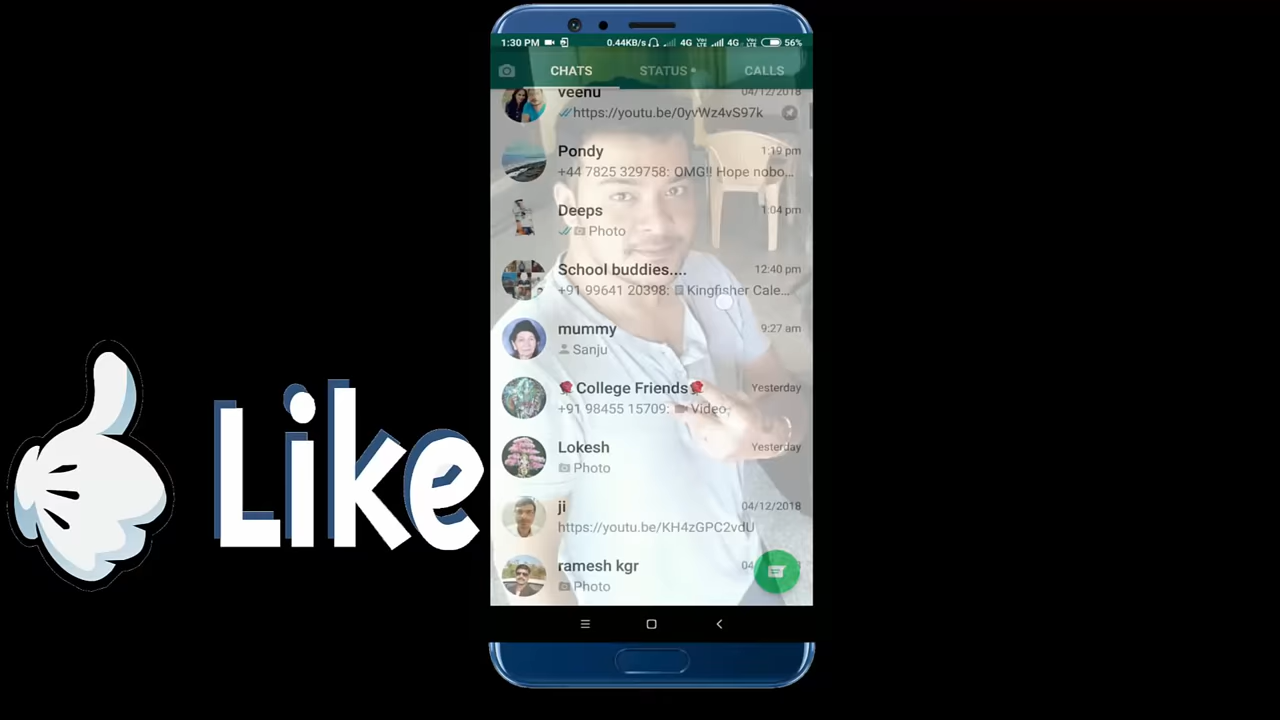 1:30 PM 0.44KB/s 4G VoLTE 4G VoLTE 56%
CHATS STATUS CALLS
veenu 04/12/2018
https://youtu.be/0yvWz4vS97k
Pondy 1:19 pm
+44 7825 329758: OMG!! Hope nobo...
Deeps 1:04 pm
Photo
School buddies.... 12:40 pm
+91 99641 20398: Kingfisher Cale...
mummy 9:27 am
Sanju
🌹College Friends🌹 Yesterday
+91 98455 15709: Video
Lokesh Yesterday
Photo
ji 04/12/2018
https://youtu.be/KH4zGPC2vdU
ramesh kgr 04
Photo
Like